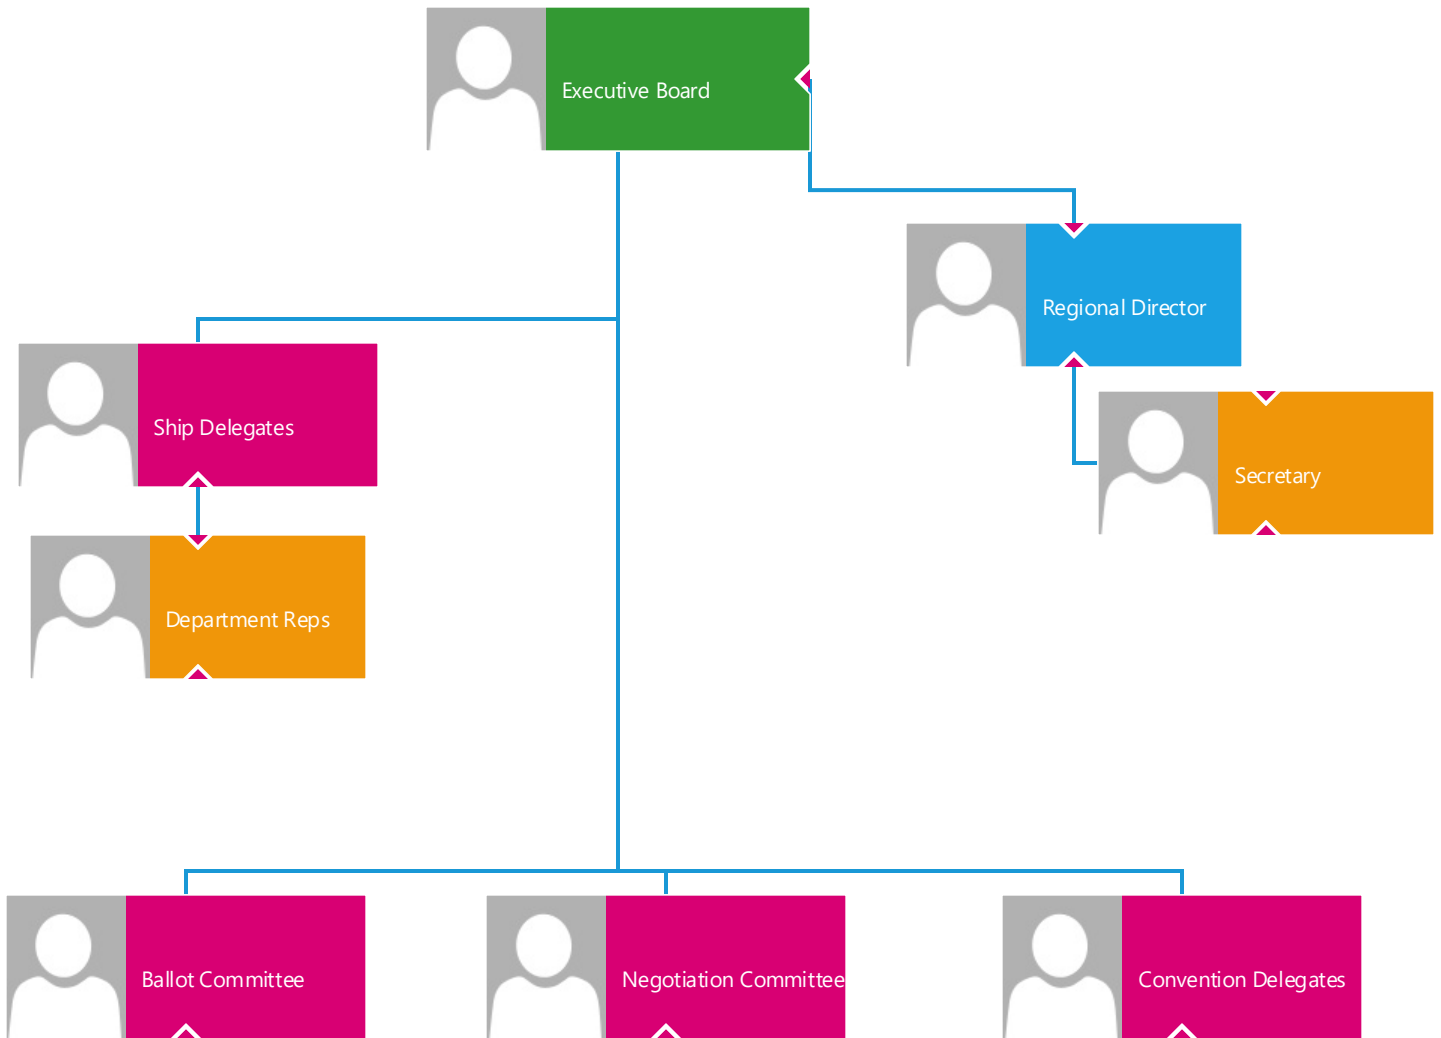 Executive Board
Regional Director
Ship Delegates
Secretary
Department Reps
Ballot Committee
Negotiation Committee
Convention Delegates